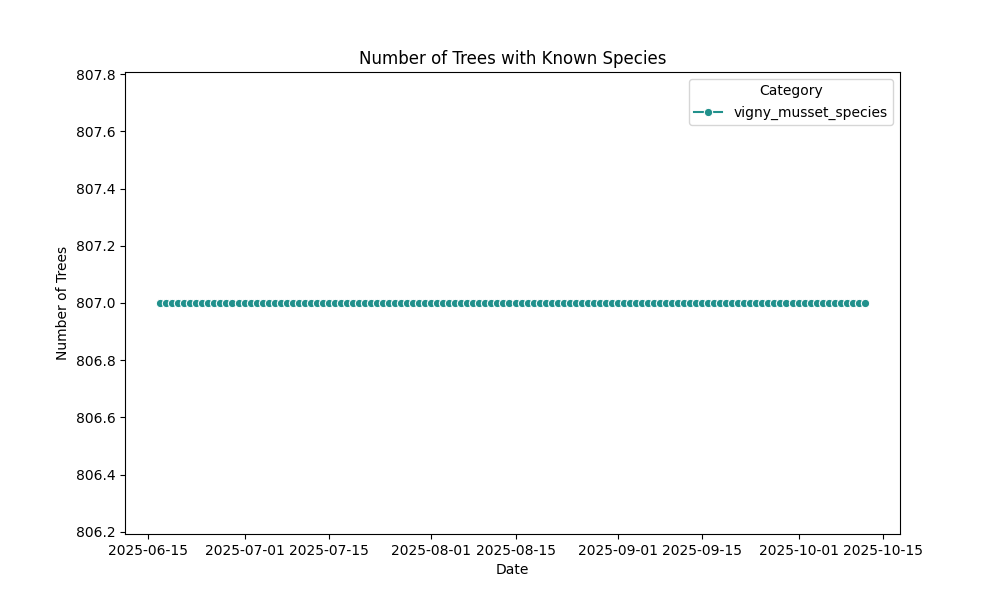 Number of Trees with Known Species
Category
vigny_musset_species
Number of Trees
807.8
807.6
807.4
807.2
807.0
806.8
806.6
806.4
806.2
2025-06-15 2025-07-01 2025-07-15 2025-08-01 2025-08-15 2025-09-01 2025-09-15 2025-10-01 2025-10-15
Date